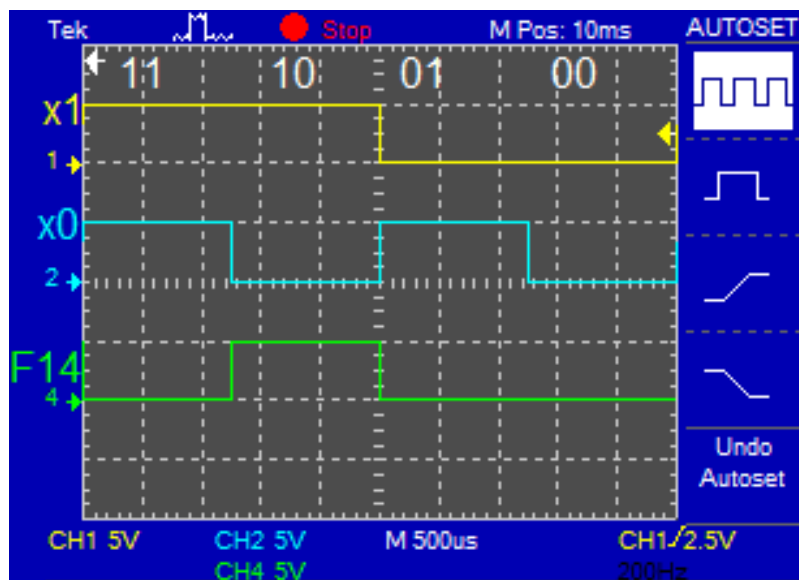 Tek Stop M Pos: 10ms AUTOSET
11 10 01 00
x1
1
x0
2
F14
4
Undo
Autoset
CH1 5V CH2 5V M 500us CH1 2.5V
CH4 5V 200Hz